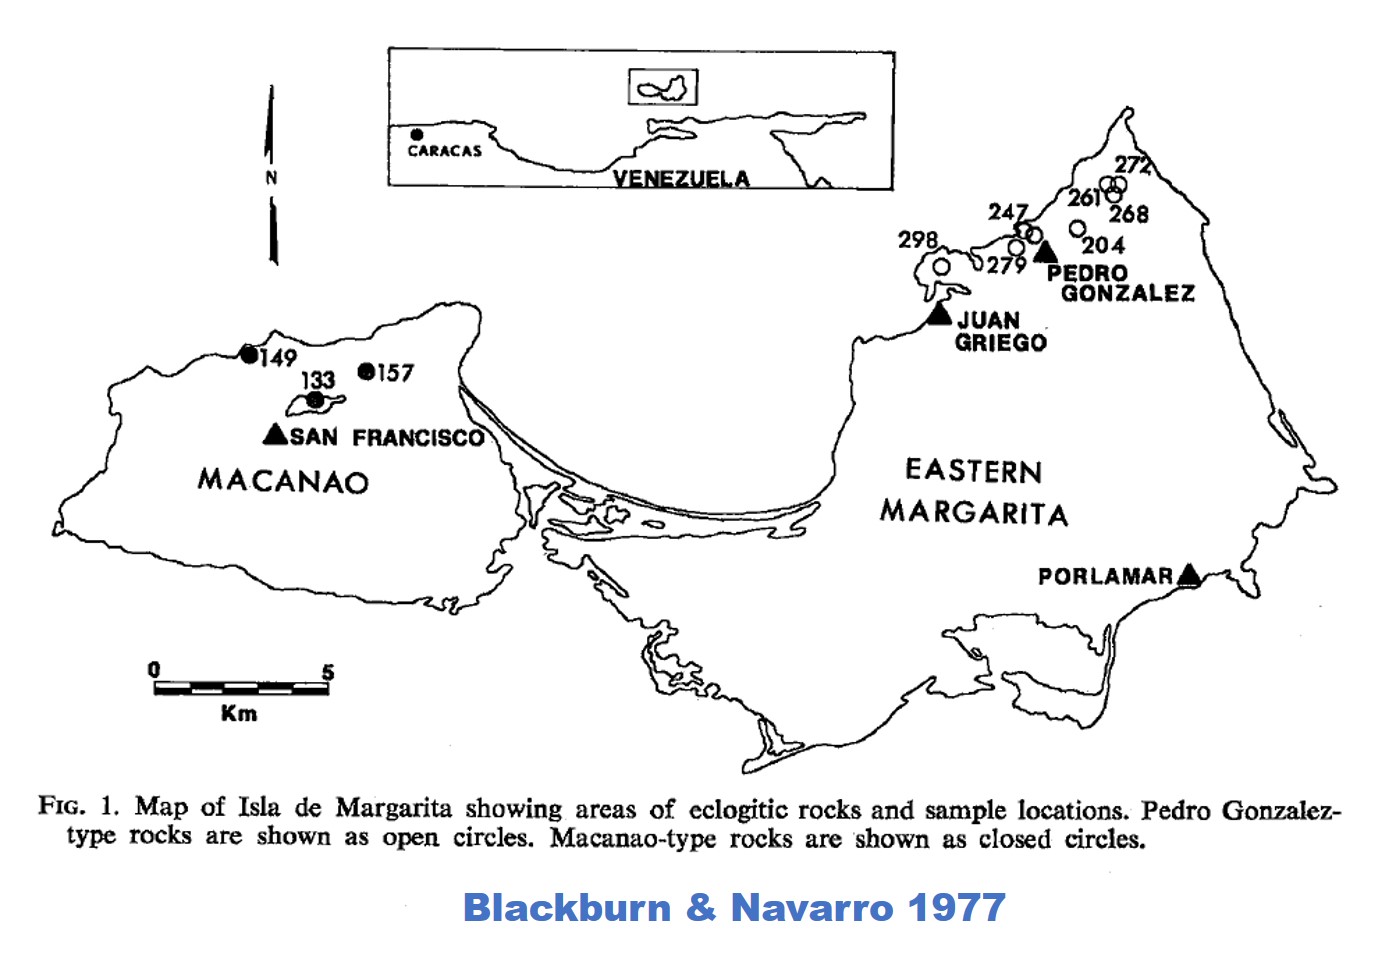 CARACAS
VENEZUELA
N
272
261
268
247
204
298
279
PEDRO
GONZALEZ
JUAN
GRIEGO
149
157
133
SAN FRANCISCO
MACANAO
EASTERN
MARGARITA
PORLAMAR
0 5
Km
FIG. 1. Map of Isla de Margarita showing areas of eclogitic rocks and sample locations. Pedro Gonzalez-
type rocks are shown as open circles. Macanao-type rocks are shown as closed circles.
Blackburn & Navarro 1977